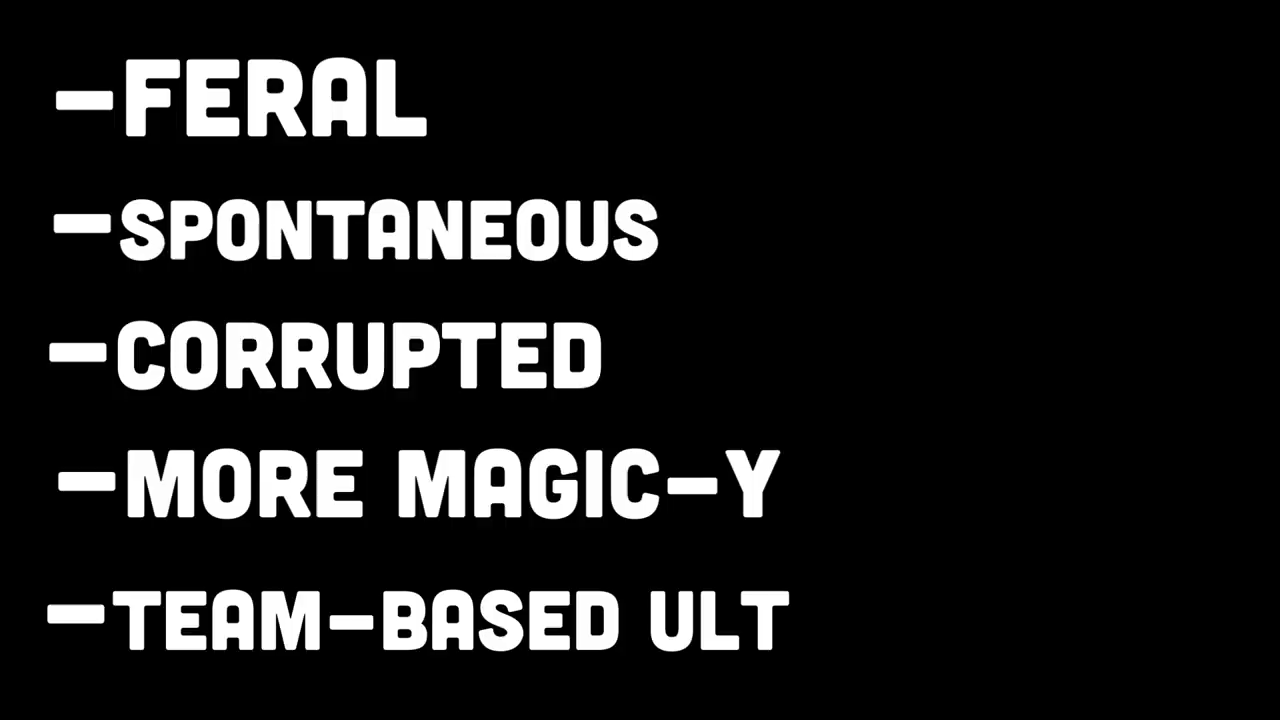 -FERAL
-SPONTANEOUS
-CORRUPTED
-MORE MAGIC-Y
-TEAM-BASED ULT